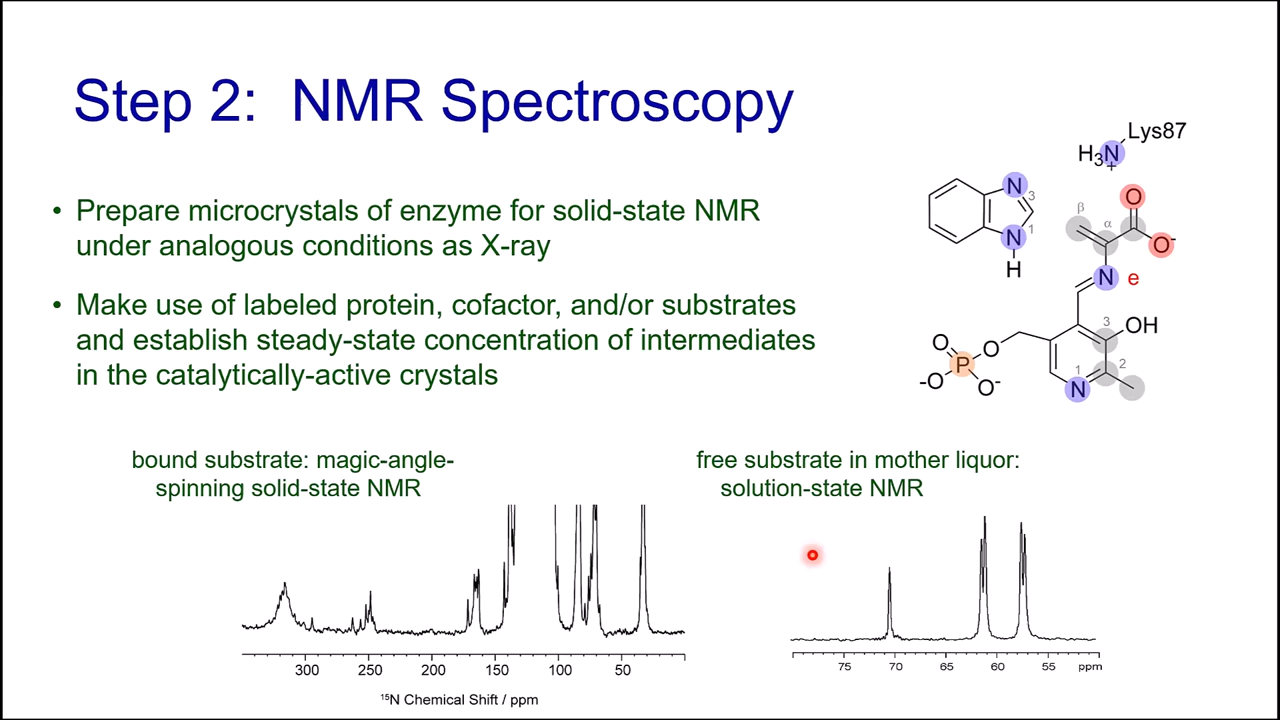 Step 2: NMR Spectroscopy
• Prepare microcrystals of enzyme for solid-state NMR
under analogous conditions as X-ray
• Make use of labeled protein, cofactor, and/or substrates
and establish steady-state concentration of intermediates
in the catalytically-active crystals
Lys87
H3N
+
N
3
1
N
H
O
β
α
O-
N
e
3
OH
O
O
P
-O
O-
1
2
N
bound substrate: magic-angle-
spinning solid-state NMR
free substrate in mother liquor:
solution-state NMR
300 250 200 150 100 50
15N Chemical Shift / ppm
75 70 65 60 55 ppm